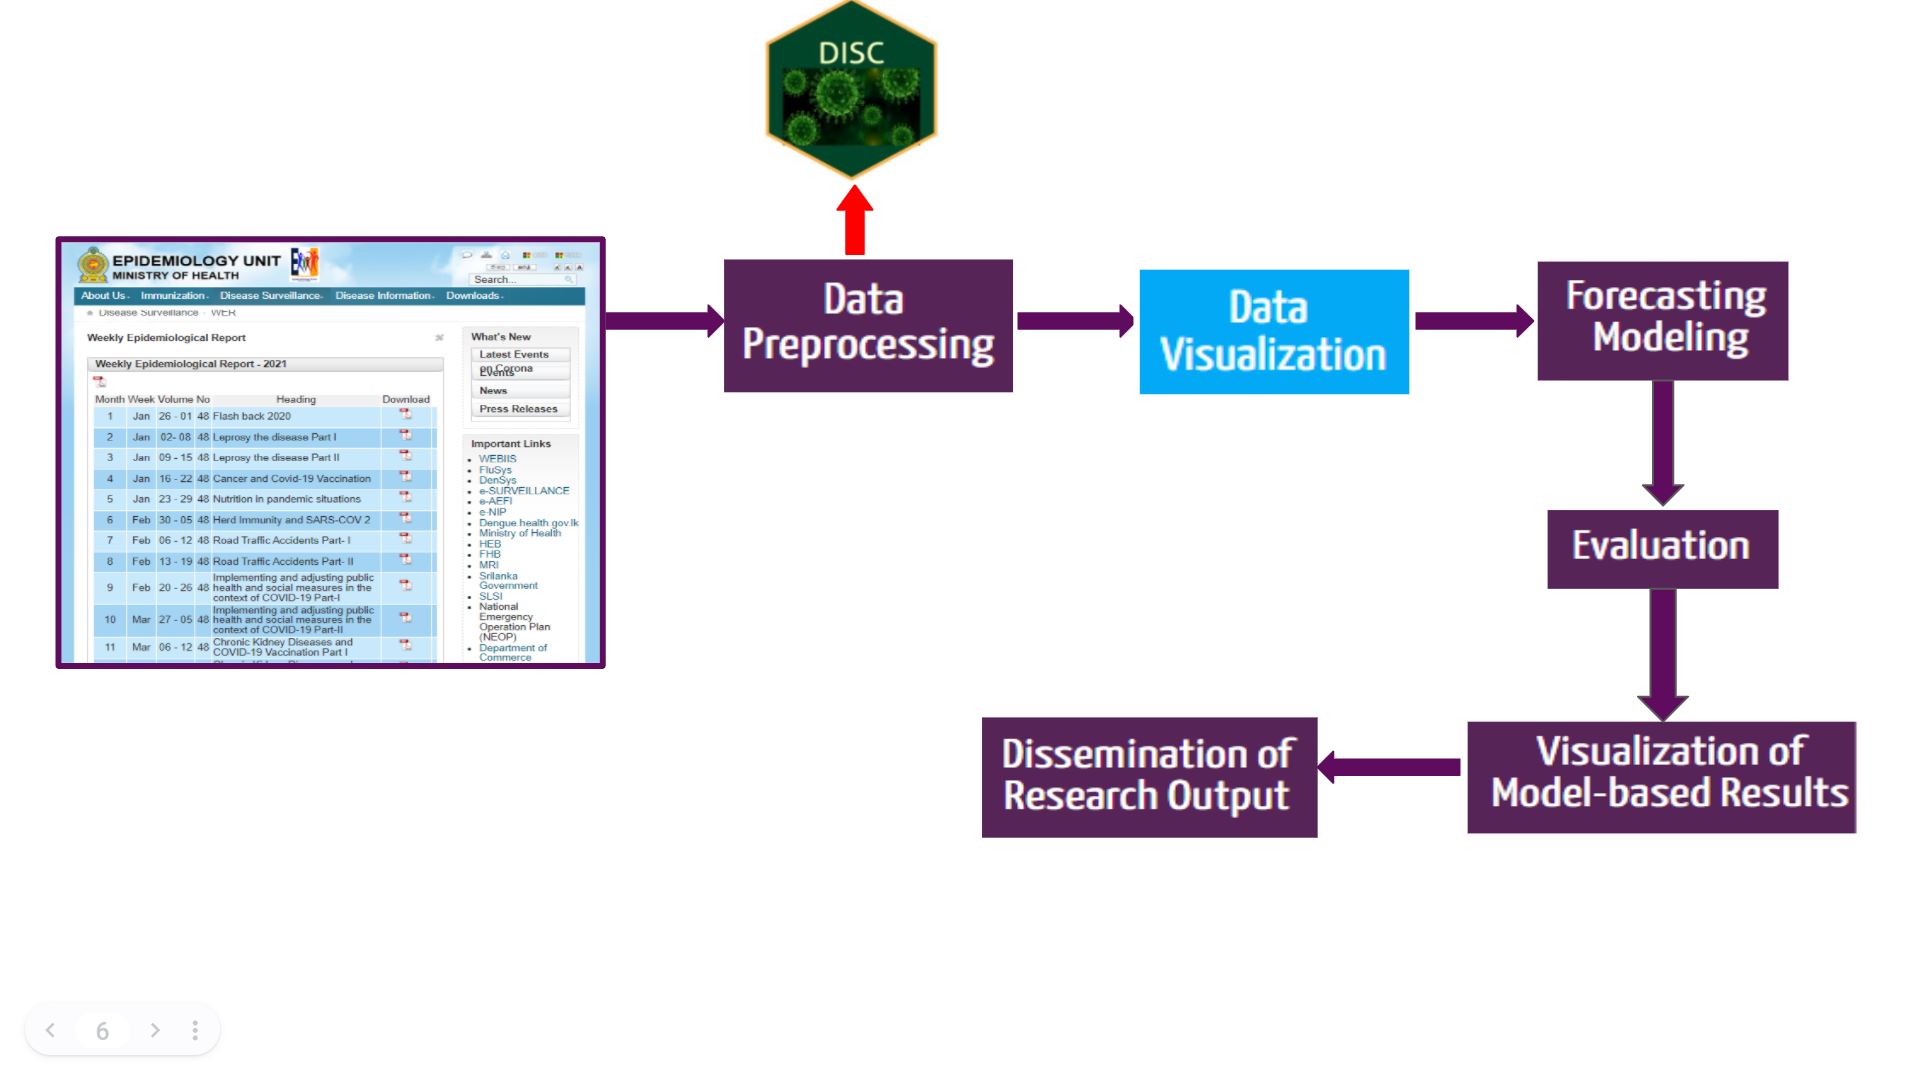 DISC
EPIDEMIOLOGY UNIT
MINISTRY OF HEALTH
Search...
About Us Immunization Disease Surveillance Disease Information Downloads
Disease Surveillance WER
Weekly Epidemiological Report
Weekly Epidemiological Report - 2021
Month Week Volume No Heading Download
1 Jan 26 - 01 48 Flash back 2020
2 Jan 02- 08 48 Leprosy the disease Part I
3 Jan 09 - 15 48 Leprosy the disease Part II
4 Jan 16 - 22 48 Cancer and Covid-19 Vaccination
5 Jan 23 - 29 48 Nutrition in pandemic situations
6 Feb 30 - 05 48 Herd Immunity and SARS-COV 2
7 Feb 06 - 12 48 Road Traffic Accidents Part- I
8 Feb 13 - 19 48 Road Traffic Accidents Part- II
9 Feb 20 - 26 48 Implementing and adjusting public
health and social measures in the
context of COVID-19 Part-I
10 Mar 27 - 05 48 Implementing and adjusting public
health and social measures in the
context of COVID-19 Part-II
11 Mar 06 - 12 48 Chronic Kidney Diseases and
COVID-19 Vaccination Part I
What's New
Latest Events
on Corona
Events
News
Press Releases
Important Links
WEBIIS
FluSys
DenSys
e-SURVEILLANCE
e-AEFI
e-NIP
Dengue.health.gov.lk
Ministry of Health
HEB
FHB
MRI
Srilanka
Government
SLSI
National
Emergency
Operation Plan
(NEOP)
Department of
Commerce
Data
Preprocessing
Data
Visualization
Forecasting
Modeling
Evaluation
Visualization of
Model-based Results
Dissemination of
Research Output
6